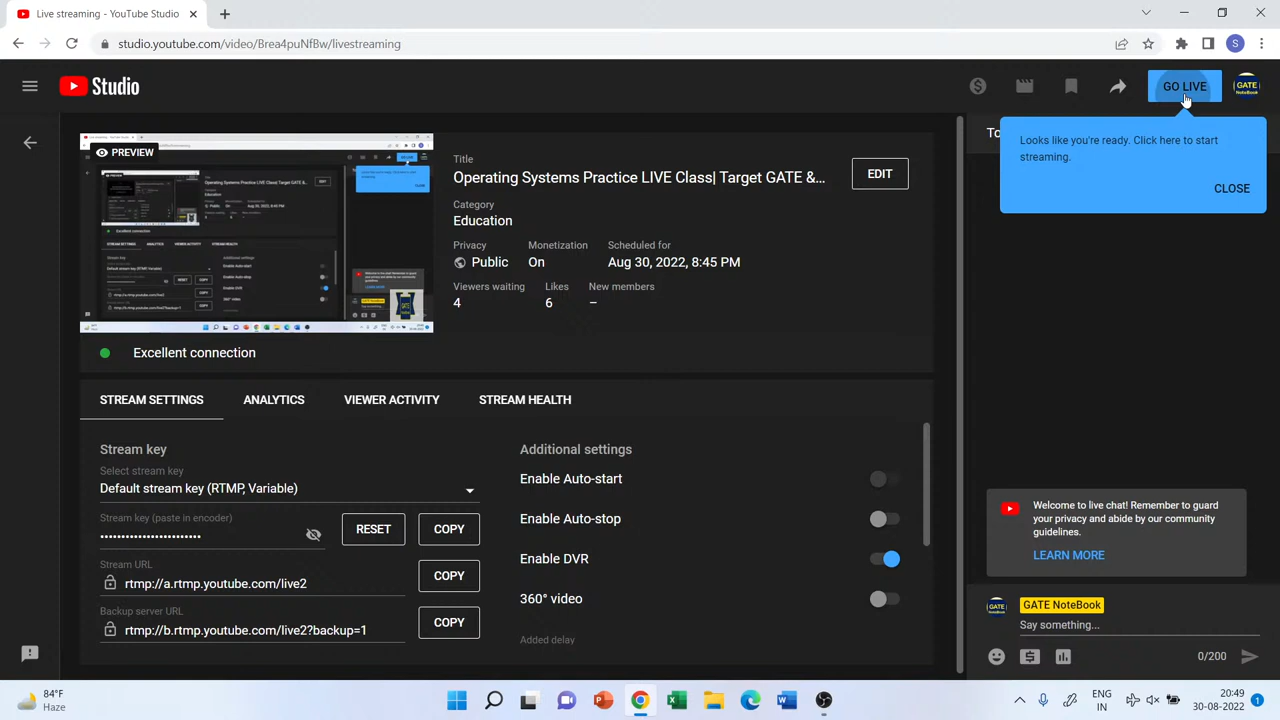 Live streaming - YouTube Studio
studio.youtube.com/video/8rea4puNfBw/livestreaming
S
Studio
GO LIVE
GATE
NoteBook
To
Looks like you're ready. Click here to start
streaming.
CLOSE
PREVIEW
Title
Operating Systems Practice LIVE Class| Target GATE &...
EDIT
Category
Education
Privacy
Monetization
Scheduled for
Public
On
Aug 30, 2022, 8:45 PM
Viewers waiting
Likes
New members
4
–
Excellent connection
STREAM SETTINGS
ANALYTICS
VIEWER ACTIVITY
STREAM HEALTH
Stream key
Select stream key
Default stream key (RTMP, Variable)
Stream key (paste in encoder)
••••••••••••••••••••••••
RESET
COPY
Stream URL
rtmp://a.rtmp.youtube.com/live2
COPY
Backup server URL
rtmp://b.rtmp.youtube.com/live2?backup=1
COPY
Additional settings
Enable Auto-start
Enable Auto-stop
Enable DVR
360° video
Added delay
Welcome to live chat! Remember to guard
your privacy and abide by our community
guidelines.
LEARN MORE
GATE NoteBook
Say something...
0/200
84°F
Haze
ENG
IN
20:49
30-08-2022
1